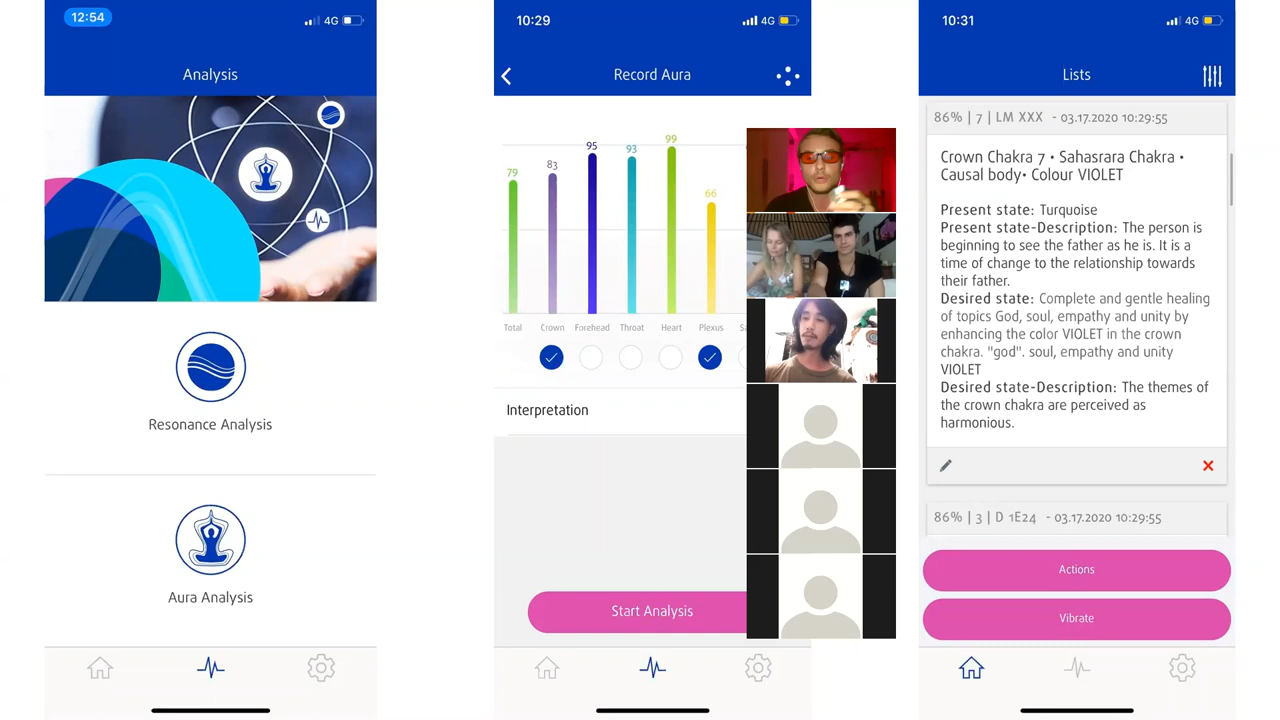 12:54
4G
Analysis
Resonance Analysis
Aura Analysis
10:29
4G
Record Aura
79
83
95
93
99
66
Total
Crown
Forehead
Throat
Heart
Plexus
Interpretation
Start Analysis
10:31
4G
Lists
86% | 7 | LM XXX - 03.17.2020 10:29:55
Crown Chakra 7 • Sahasrara Chakra •
Causal body• Colour VIOLET
Present state: Turquoise
Present state-Description: The person is
beginning to see the father as he is. It is a
time of change to the relationship towards
their father.
Desired state: Complete and gentle healing
of topics God, soul, empathy and unity by
enhancing the color VIOLET in the crown
chakra. "god". soul, empathy and unity
VIOLET
Desired state-Description: The themes of
the crown chakra are perceived as
harmonious.
86% | 3 | D 1E24 - 03.17.2020 10:29:55
Actions
Vibrate